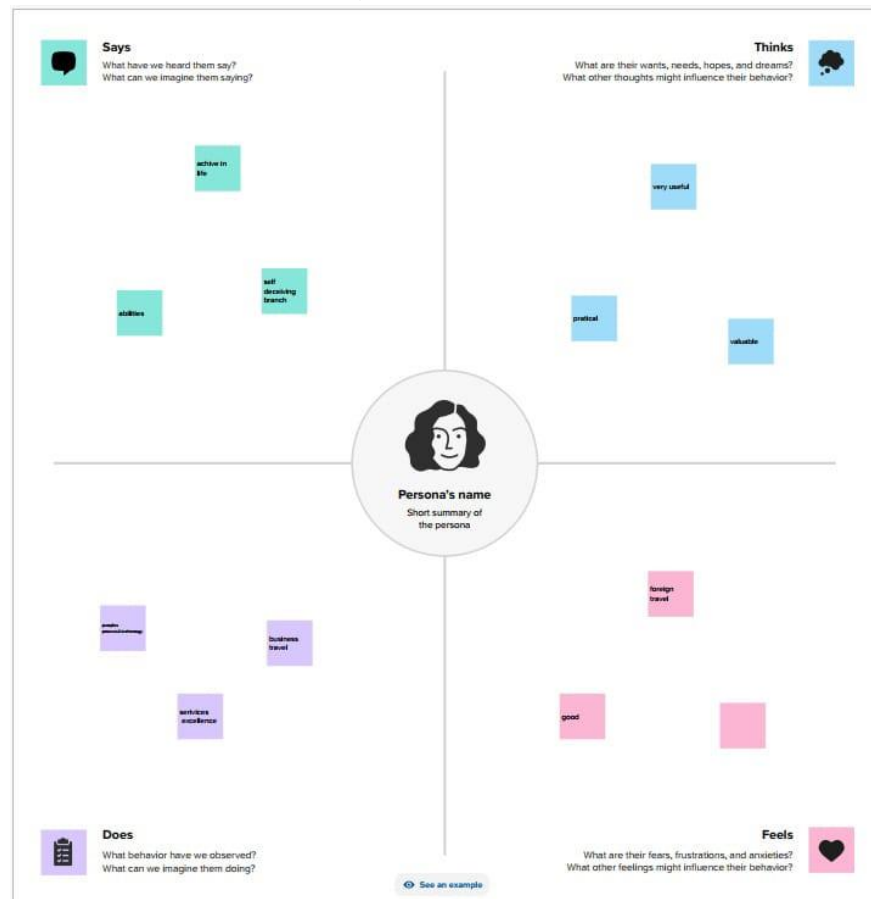 Says
What have we heard them say?
What can we imagine them saying?
Thinks
What are their wants, needs, hopes, and dreams?
What other thoughts might influence their behavior?
achive in
life
very useful
self
deceiving
branch
abilities
pratical
valuable
Persona's name
Short summary of
the persona
business
travel
serivices
excellence
foreign
travel
good
Does
What behavior have we observed?
What can we imagine them doing?
Feels
What are their fears, frustrations, and anxieties?
What other feelings might influence their behavior?
See an example